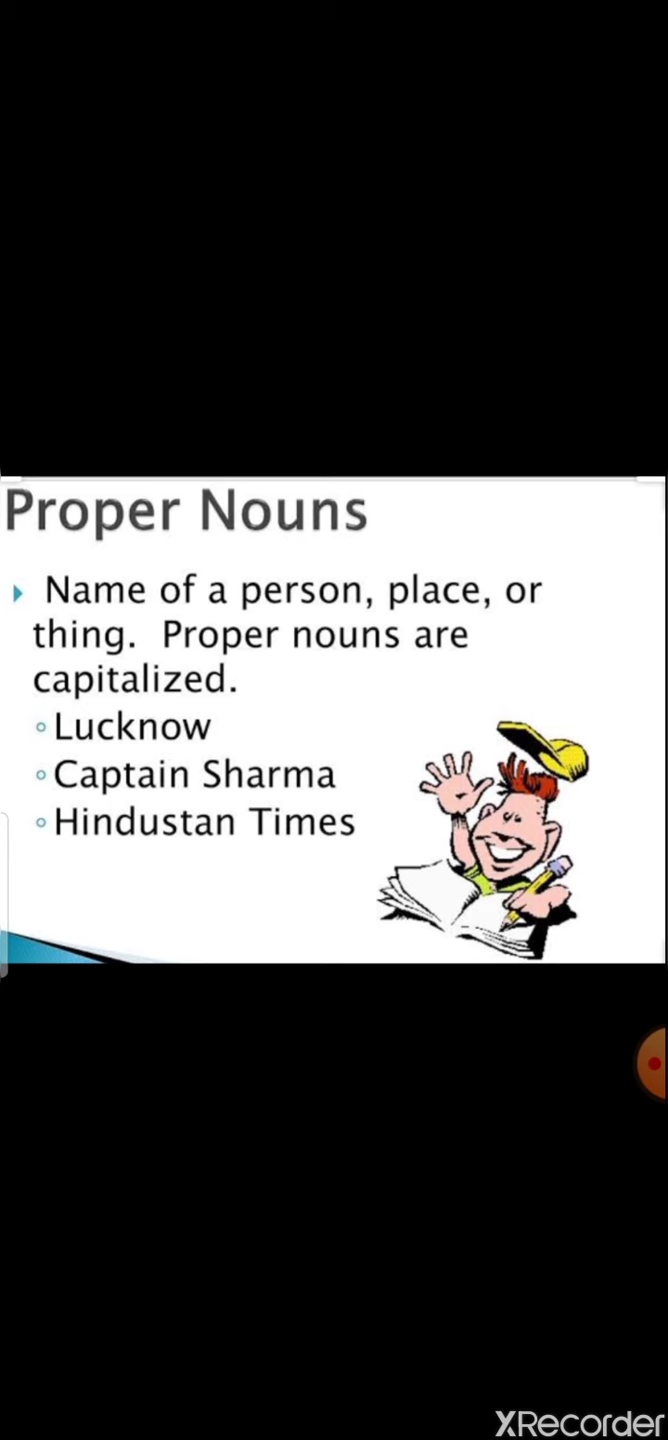 Proper Nouns
Name of a person, place, or
thing. Proper nouns are
capitalized.
Lucknow
Captain Sharma
Hindustan Times
XRecorder